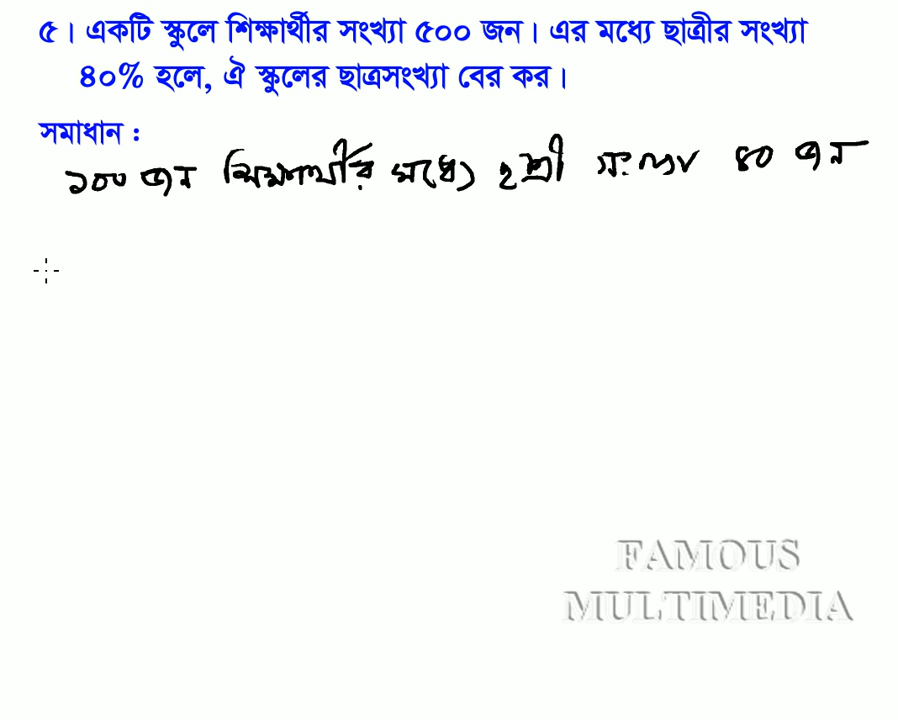 ৫। একটি স্কুলে শিক্ষার্থীর সংখ্যা ৫০০ জন। এর মধ্যে ছাত্রীর সংখ্যা
৪০% হলে, ঐ স্কুলের ছাত্রসংখ্যা বের কর।
সমাধান :
১০০ জন শিক্ষার্থীর মধ্যে ছাত্রী সংখ্যা ৪০ জন
FAMOUS
MULTIMEDIA